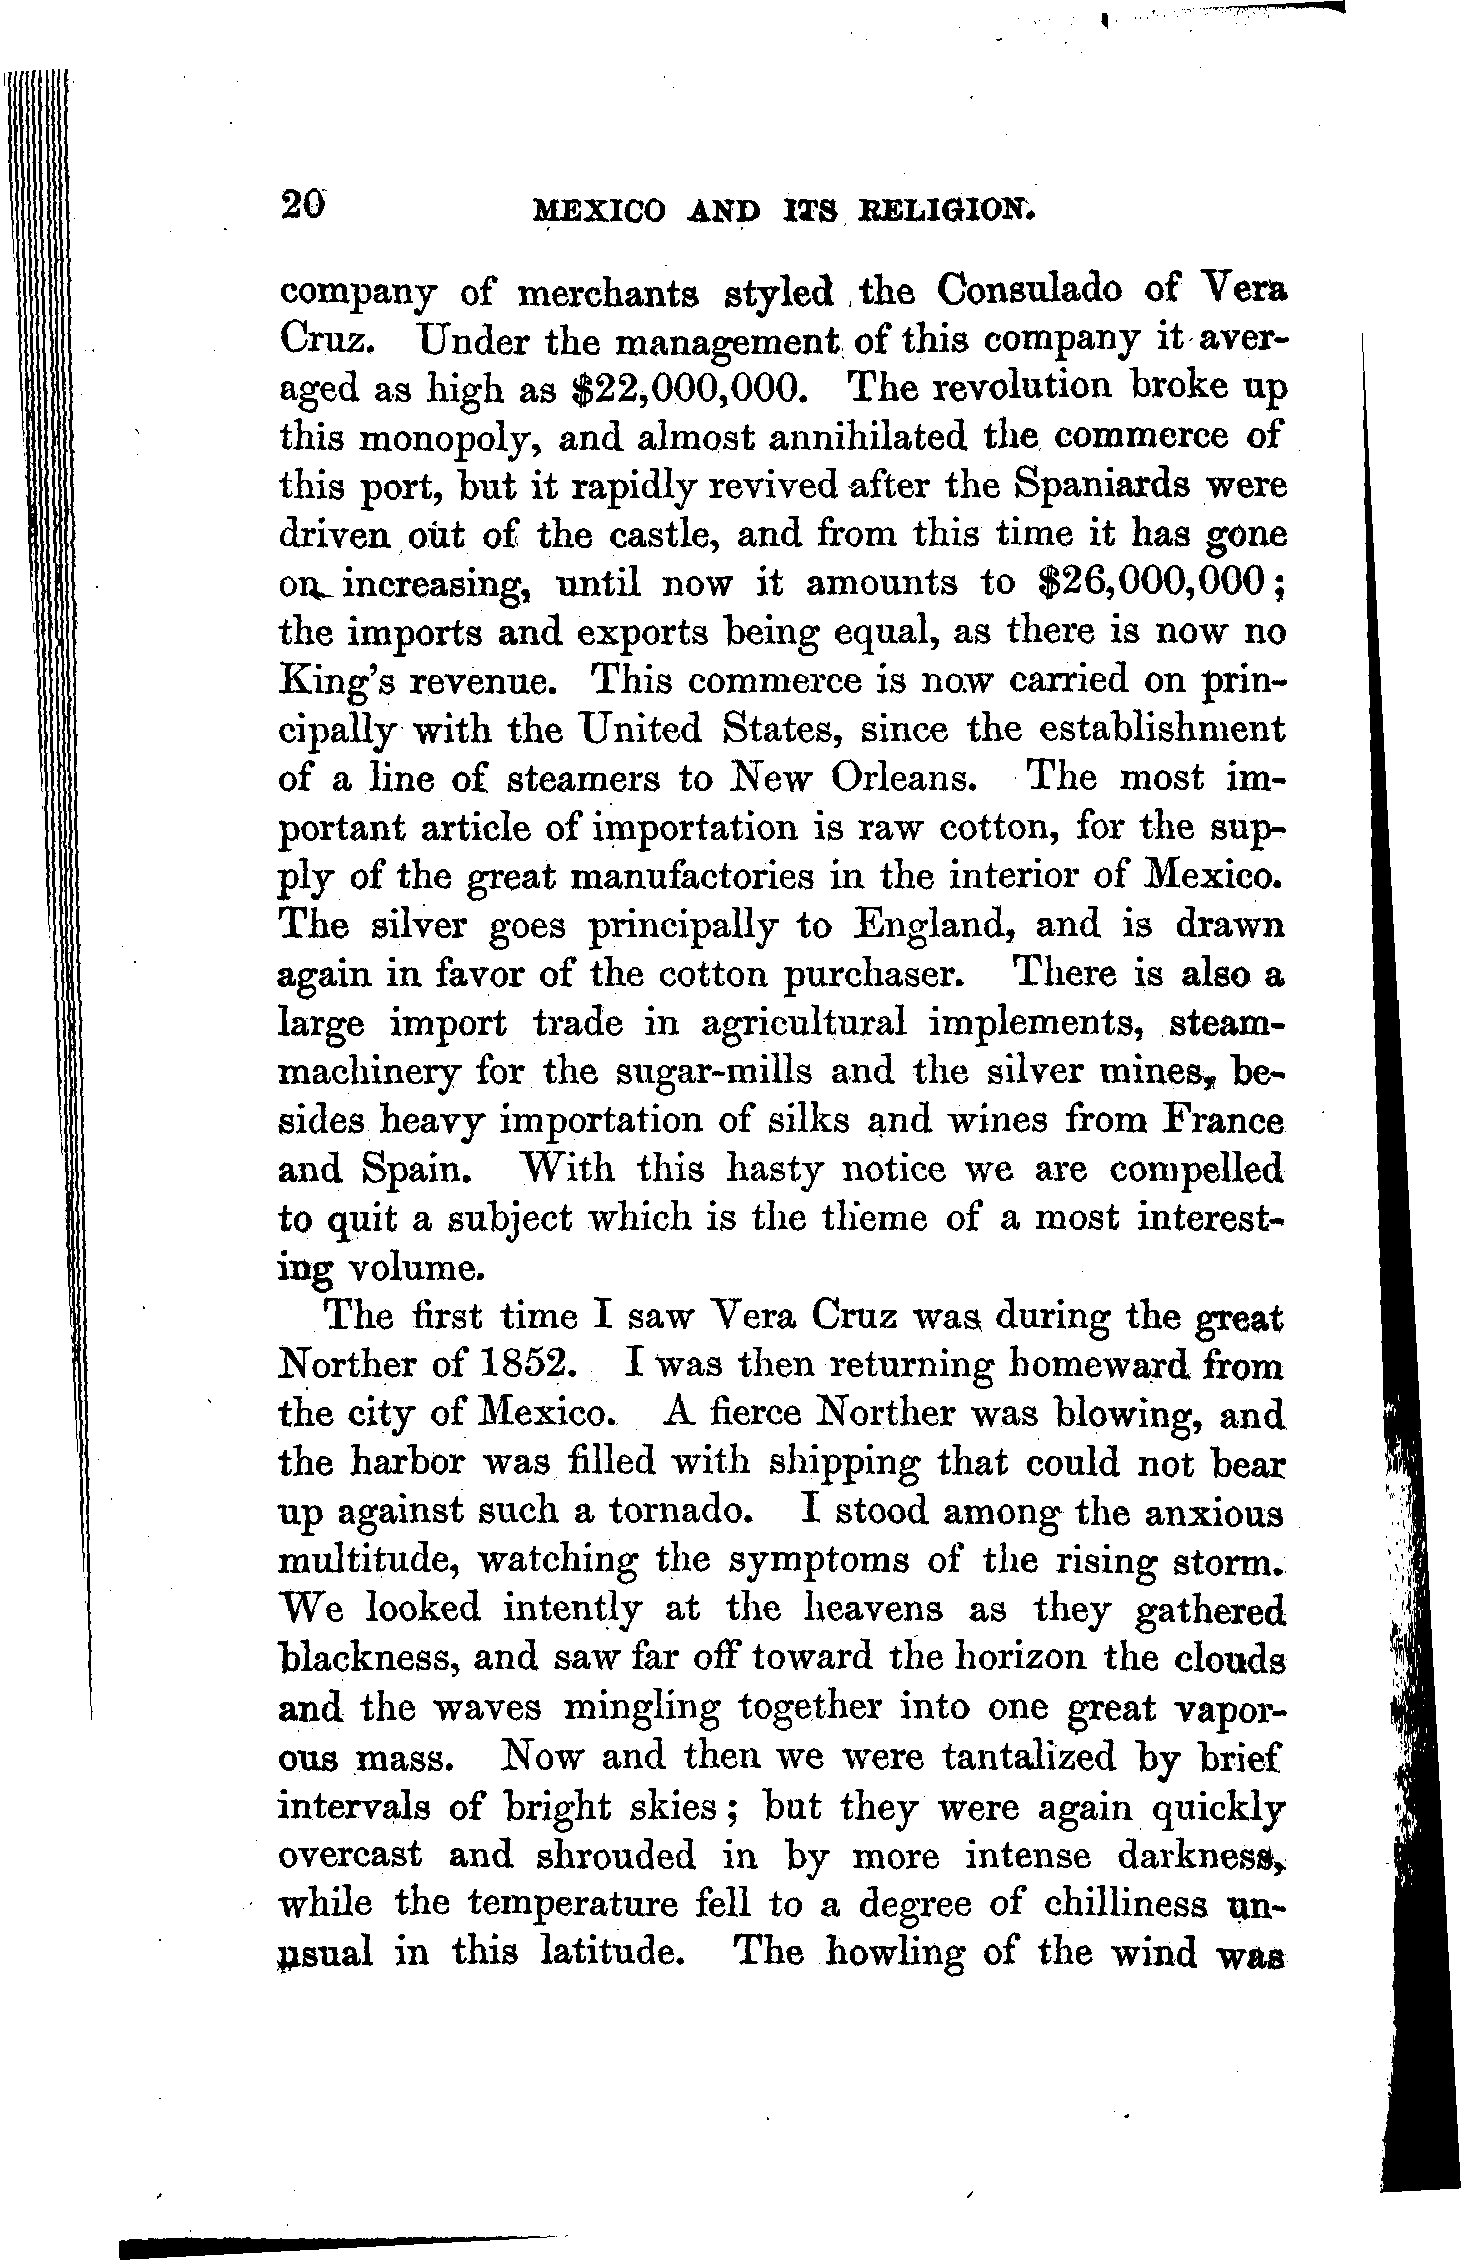 20 MEXICO AND ITS RELIGION.
company of merchants styled the Consulado of Vera
Cruz. Under the management of this company it aver-
aged as high as $22,000,000. The revolution broke up
this monopoly, and almost annihilated the commerce of
this port, but it rapidly revived after the Spaniards were
driven out of the castle, and from this time it has gone
on increasing, until now it amounts to $26,000,000;
the imports and exports being equal, as there is now no
King's revenue. This commerce is now carried on prin-
cipally with the United States, since the establishment
of a line of steamers to New Orleans. The most im-
portant article of importation is raw cotton, for the sup-
ply of the great manufactories in the interior of Mexico.
The silver goes principally to England, and is drawn
again in favor of the cotton purchaser. There is also a
large import trade in agricultural implements, steam-
machinery for the sugar-mills and the silver mines, be-
sides heavy importation of silks and wines from France
and Spain. With this hasty notice we are compelled
to quit a subject which is the theme of a most interest-
ing volume.
The first time I saw Vera Cruz was during the great
Norther of 1852. I was then returning homeward from
the city of Mexico. A fierce Norther was blowing, and
the harbor was filled with shipping that could not bear
up against such a tornado. I stood among the anxious
multitude, watching the symptoms of the rising storm.
We looked intently at the heavens as they gathered
blackness, and saw far off toward the horizon the clouds
and the waves mingling together into one great vapor-
ous mass. Now and then we were tantalized by brief
intervals of bright skies; but they were again quickly
overcast and shrouded in by more intense darkness,
while the temperature fell to a degree of chilliness un-
usual in this latitude. The howling of the wind was